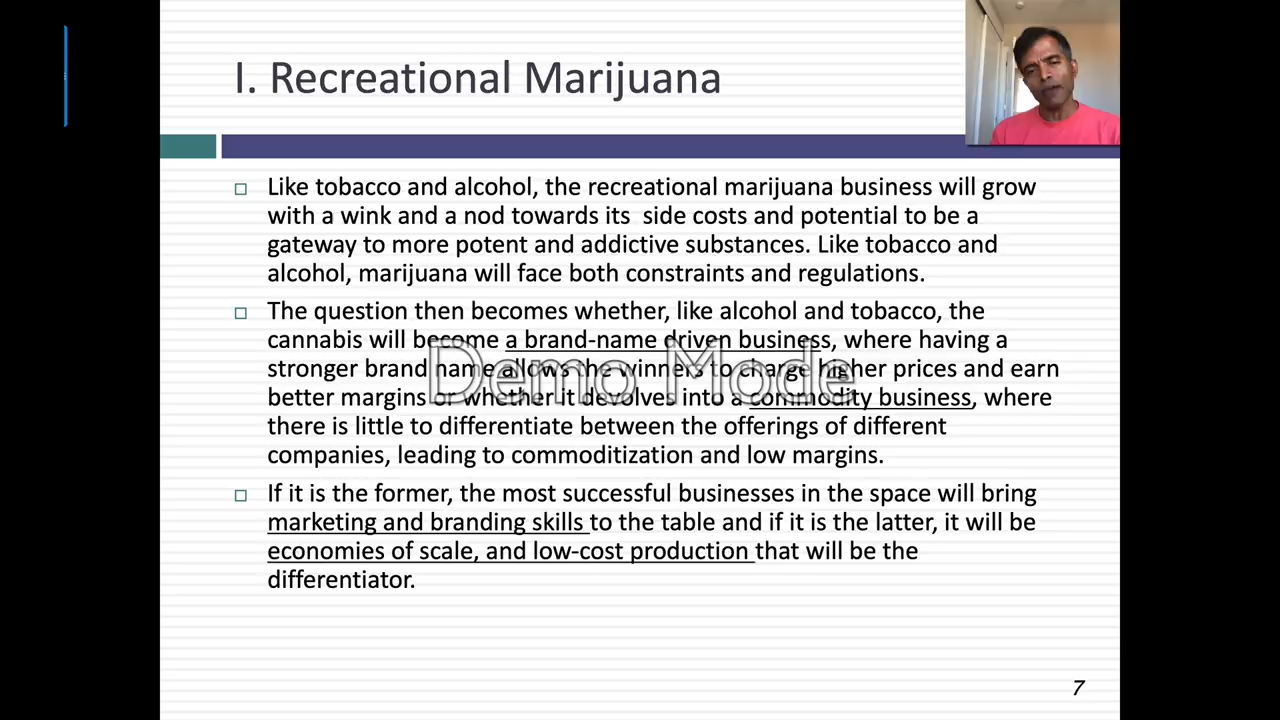 I. Recreational Marijuana
Like tobacco and alcohol, the recreational marijuana business will grow
with a wink and a nod towards its side costs and potential to be a
gateway to more potent and addictive substances. Like tobacco and
alcohol, marijuana will face both constraints and regulations.
The question then becomes whether, like alcohol and tobacco, the
cannabis will become a brand-name driven business, where having a
stronger brand name allows the winners to charge higher prices and earn
better margins or whether it devolves into a commodity business, where
there is little to differentiate between the offerings of different
companies, leading to commoditization and low margins.
If it is the former, the most successful businesses in the space will bring
marketing and branding skills to the table and if it is the latter, it will be
economies of scale, and low-cost production that will be the
differentiator.
Demo Mode
7